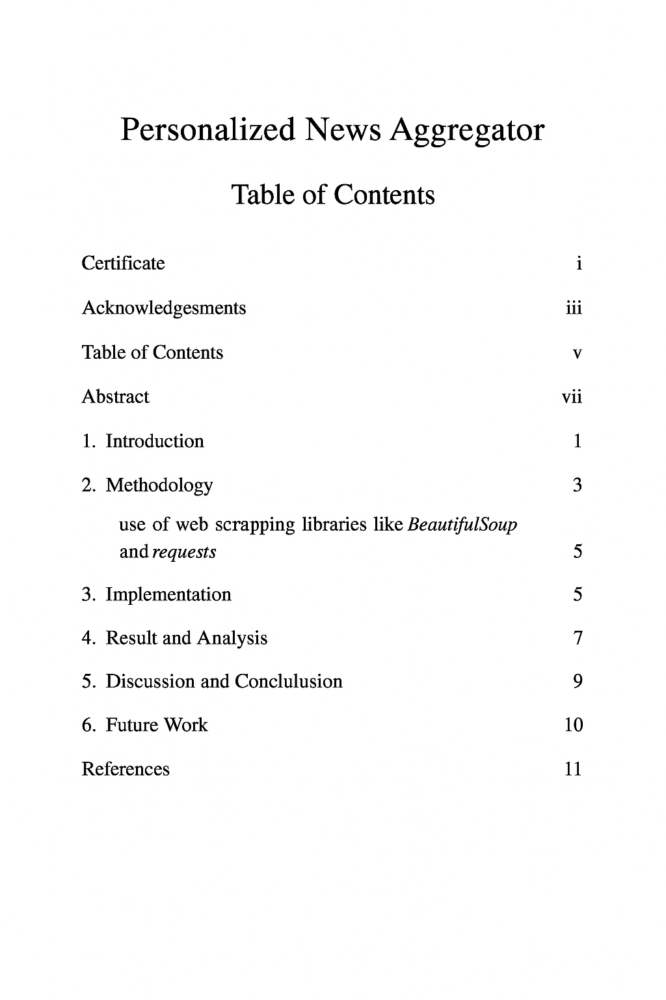 Personalized News Aggregator
Table of Contents
Certificate i
Acknowledgesments iii
Table of Contents v
Abstract vii
1. Introduction 1
2. Methodology 3
use of web scrapping libraries like BeautifulSoup
and requests 5
3. Implementation 5
4. Result and Analysis 7
5. Discussion and Conclulusion 9
6. Future Work 10
References 11